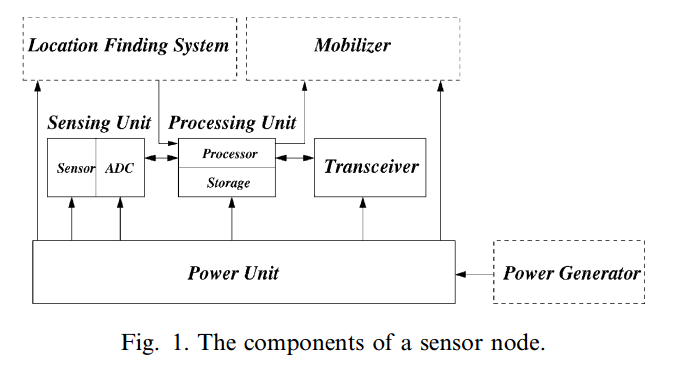 Location Finding System
Mobilizer
Sensing Unit
Processing Unit
Sensor
ADC
Processor
Storage
Transceiver
Power Unit
Power Generator
Fig. 1. The components of a sensor node.